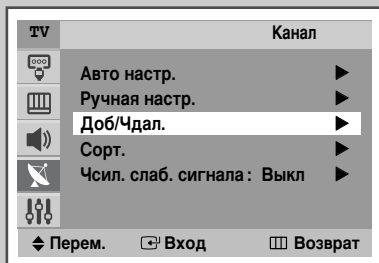 TV Канал
Авто настр.
Ручная настр.
Доб/Чдал.
Сорт.
Чсил. слаб. сигнала : Выкл
Перем. Вход Возврат